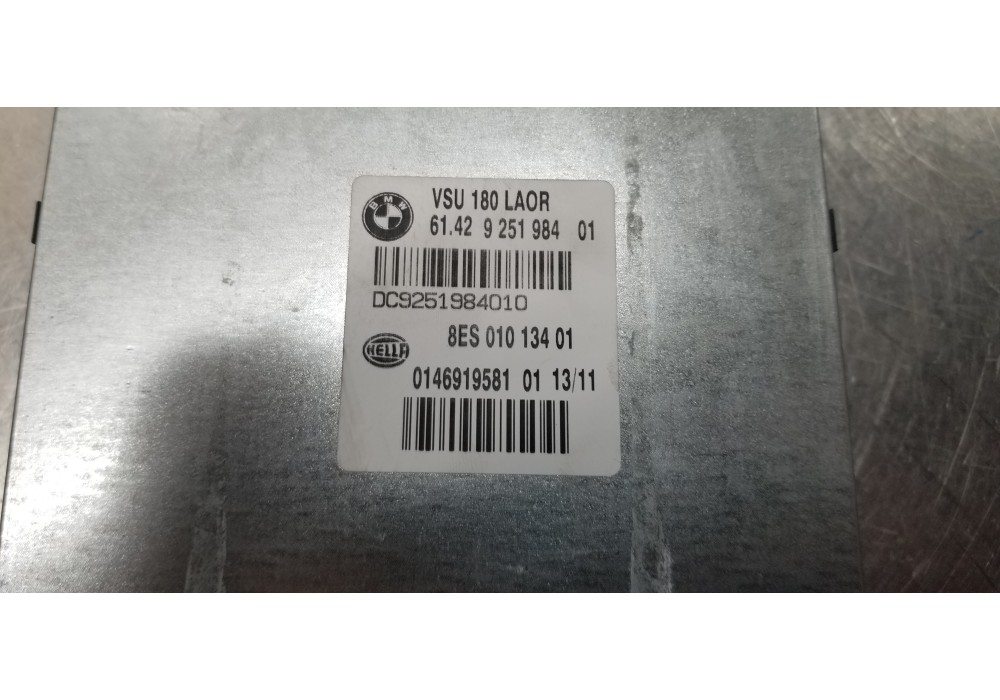 BMW
VSU 180 LAOR
61.42 9 251 984 01
DC9251984010
HELLA
8ES 010 134 01
0146919581 01 13/11